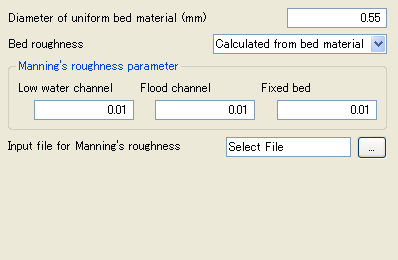 Diameter of uniform bed material (mm) 0.55
Bed roughness Calculated from bed material
Manning's roughness parameter
Low water channel Flood channel Fixed bed
0.01 0.01 0.01
Input file for Manning's roughness Select File ...